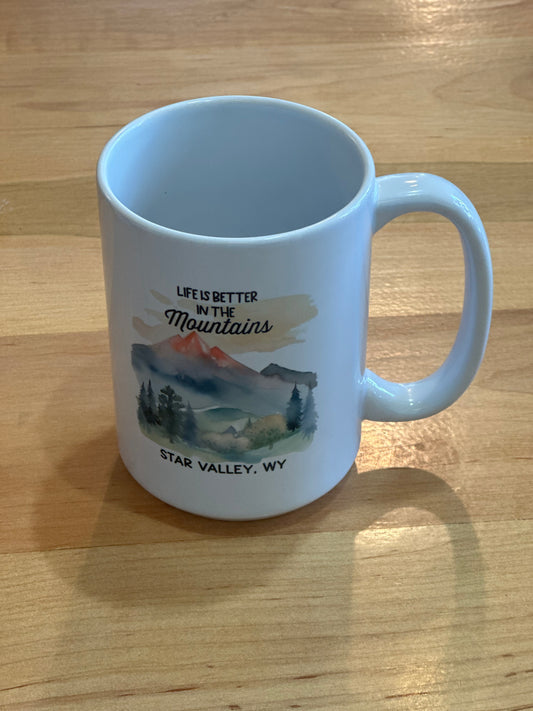 LIFE IS BETTER
IN THE
Mountains
STAR VALLEY, WY